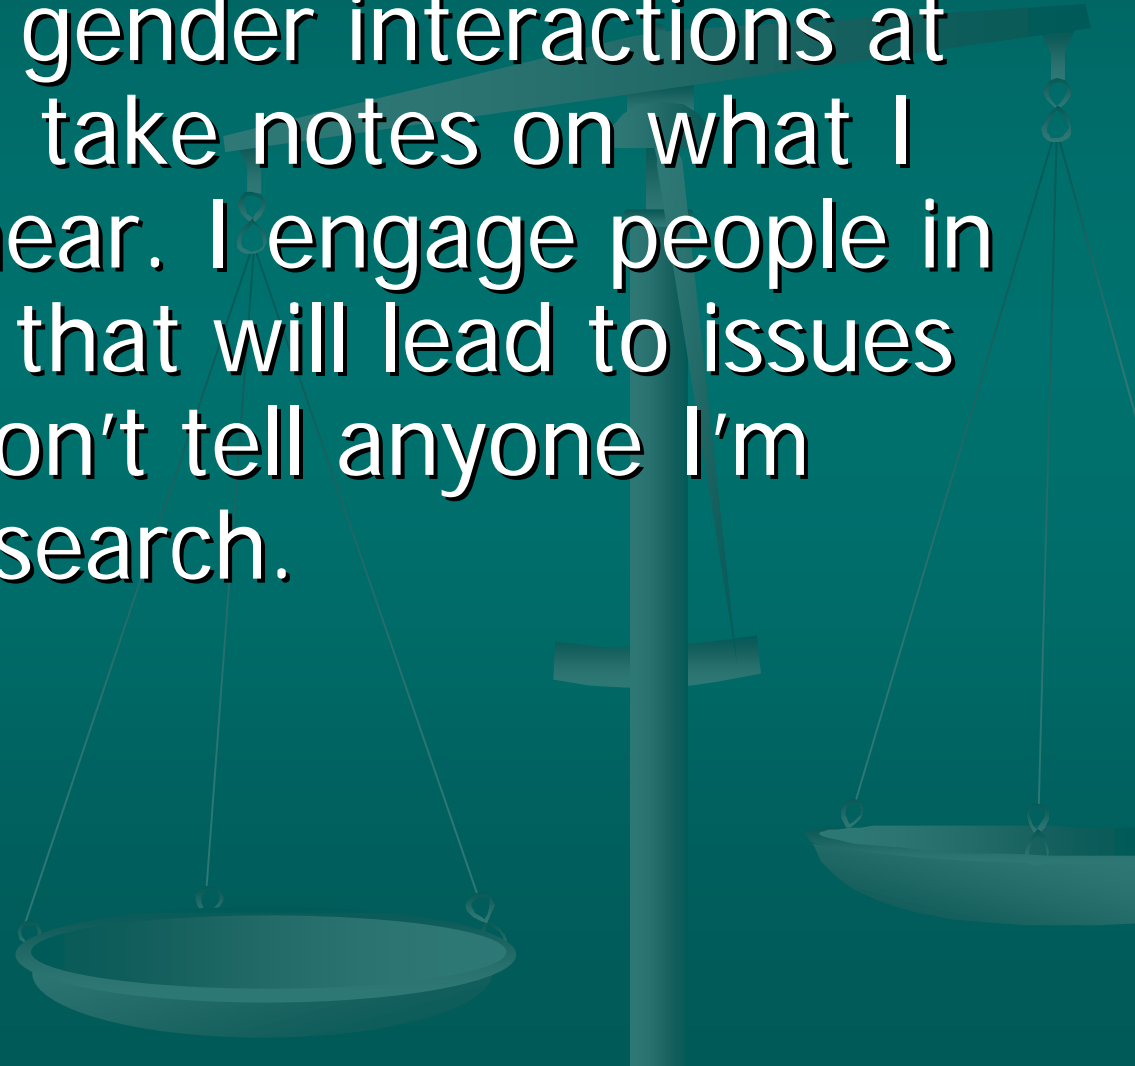 gender interactions at
take notes on what I
ear. I engage people in
that will lead to issues
on't tell anyone I'm
search.